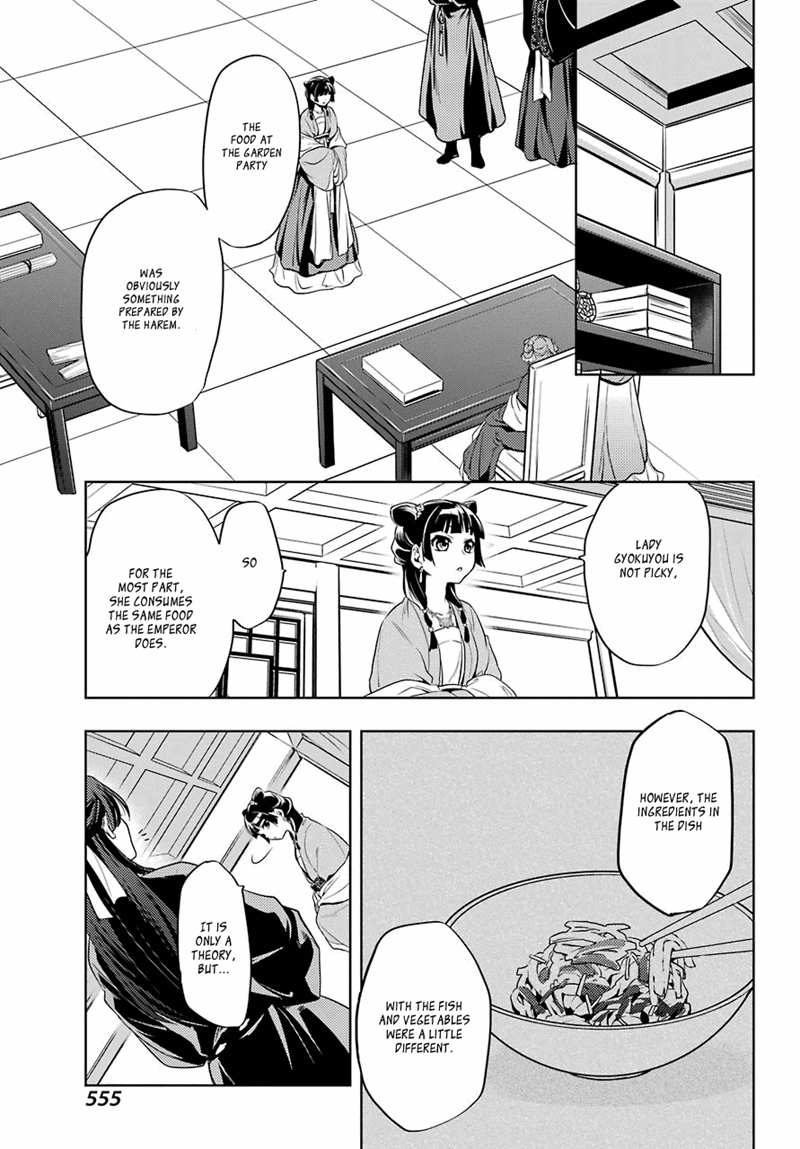 THE
FOOD AT
THE GARDEN
PARTY
WAS
OBVIOUSLY
SOMETHING
PREPARED BY
THE HAREM.
LADY
GYOKUYOU
IS NOT PICKY,
SO
FOR THE
MOST PART,
SHE CONSUMES
THE SAME FOOD
AS THE EMPEROR
DOES.
HOWEVER, THE
INGREDIENTS
IN THE DISH
WITH THE FISH
AND VEGETABLES
WERE A LITTLE
DIFFERENT.
IT IS
ONLY A
THEORY,
BUT...
555